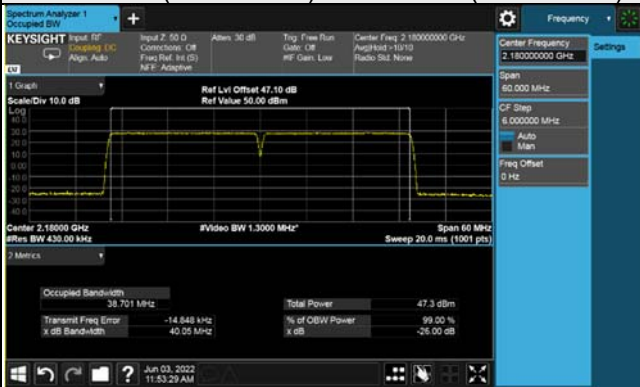 Spectrum Analyzer 1
Occupied BW
Frequency
KEYSIGHT
Input: RF
Coupling: DC
Align: Auto
Input Z: 50 Ω
Corrections: Off
Freq Ref: Int (S)
NFE: Adaptive
Atten: 30 dB
Trig: Free Run
Gate: Off
#IF Gain: Low
Center Freq: 2.180000000 GHz
Avg|Hold:>10/10
Radio Std: None
Center Frequency
2.180000000 GHz
Settings
Span
60.000 MHz
CF Step
6.000000 MHz
Auto
Man
Freq Offset
0 Hz
1 Graph
Scale/Div 10.0 dB
Ref Lvl Offset 47.10 dB
Ref Value 50.00 dBm
Log
40.0
30.0
20.0
10.0
0.00
-10.0
-20.0
-30.0
-40.0
Center 2.18000 GHz
#Res BW 430.00 kHz
#Video BW 1.3000 MHz*
Span 60 MHz
Sweep 20.0 ms (1001 pts)
2 Metrics
Occupied Bandwidth
38.701 MHz
Total Power 47.3 dBm
Transmit Freq Error -14.848 kHz
% of OBW Power 99.00 %
x dB Bandwidth 40.05 MHz
x dB -26.00 dB
?
Jun 03, 2022
11:53:29 AM